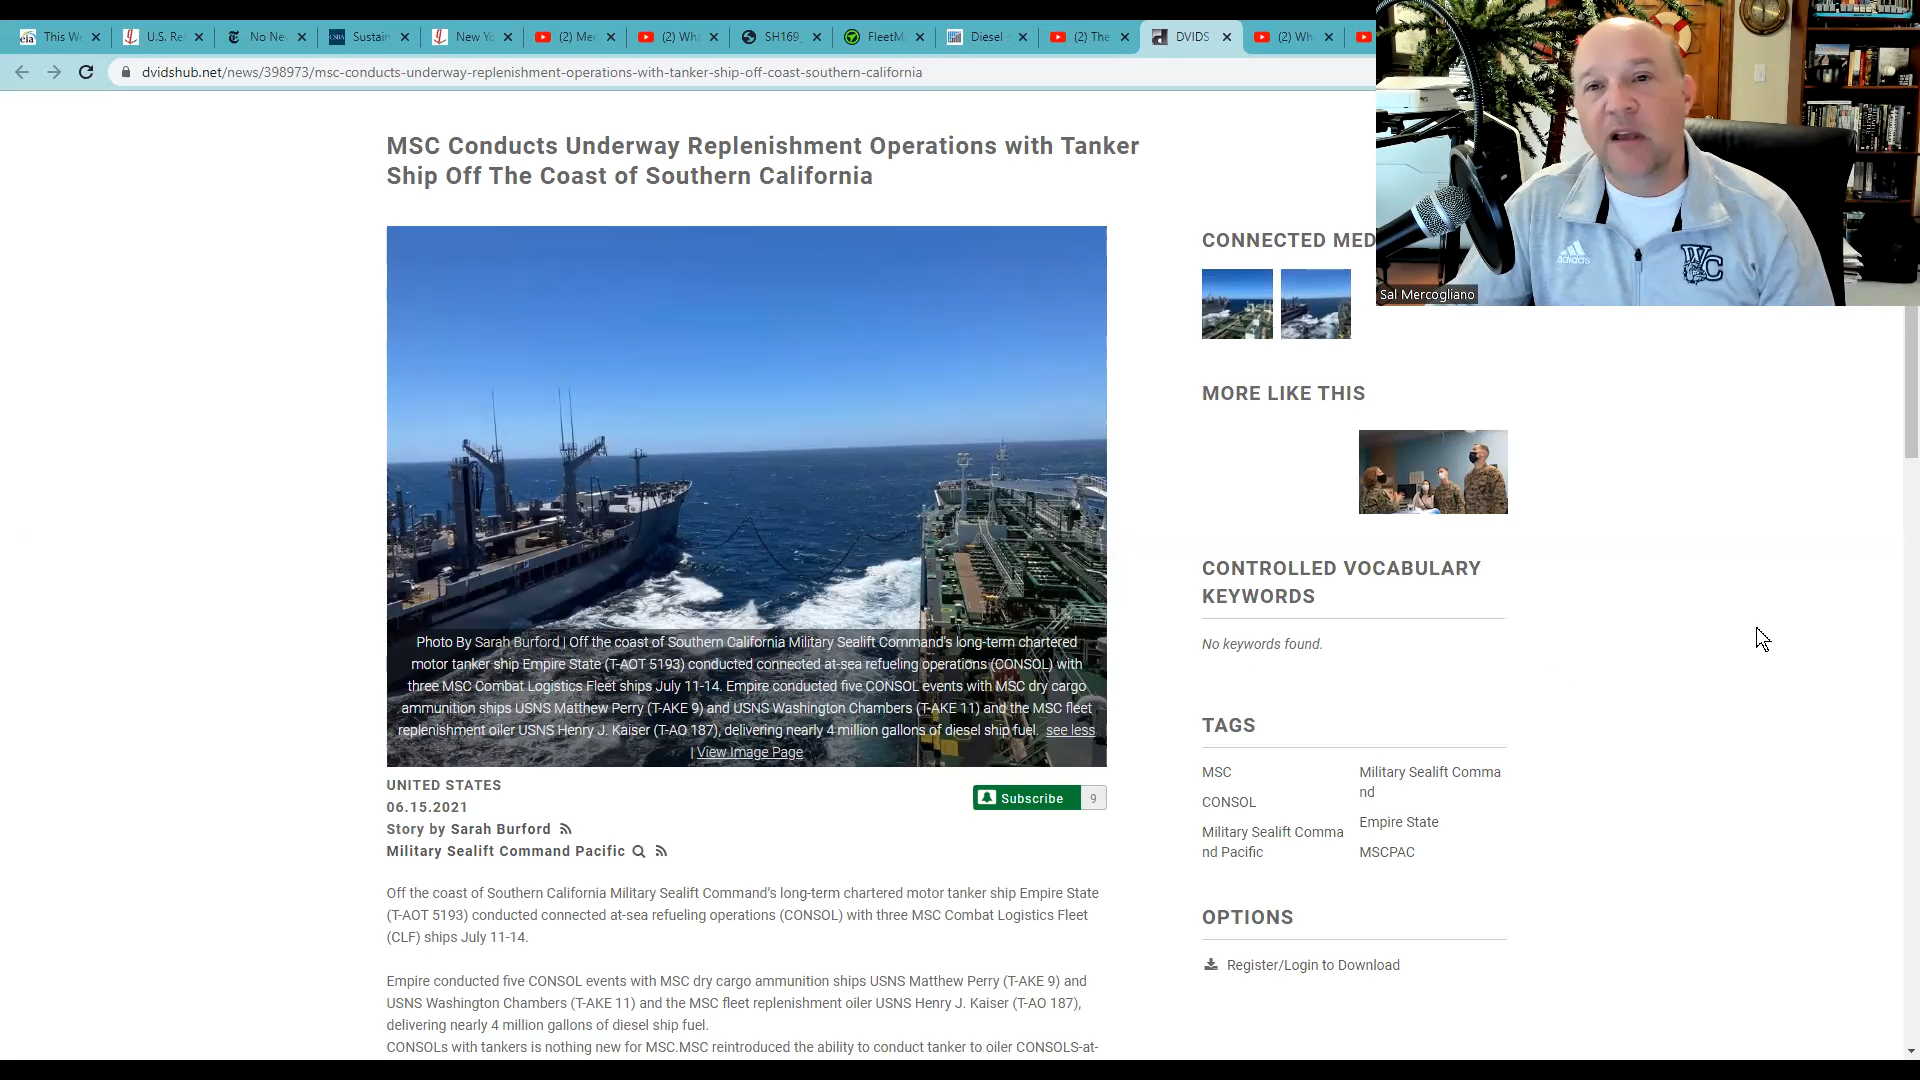 This W
U.S. Re
No Ne
Sustain
New Yo
(2) Me
(2) Wha
SH169_
FleetM
Diesel
(2) The
DVIDS
(2) Wh
dvidshub.net/news/398973/msc-conducts-underway-replenishment-operations-with-tanker-ship-off-coast-southern-california
MSC Conducts Underway Replenishment Operations with Tanker
Ship Off The Coast of Southern California
adidas
WC
Sal Mercogliano
CONNECTED MED
MORE LIKE THIS
Photo By Sarah Burford | Off the coast of Southern California Military Sealift Command's long-term chartered
motor tanker ship Empire State (T-AOT 5193) conducted connected at-sea refueling operations (CONSOL) with
three MSC Combat Logistics Fleet ships July 11-14. Empire conducted five CONSOL events with MSC dry cargo
ammunition ships USNS Matthew Perry (T-AKE 9) and USNS Washington Chambers (T-AKE 11) and the MSC fleet
replenishment oiler USNS Henry J. Kaiser (T-AO 187), delivering nearly 4 million gallons of diesel ship fuel. see less
| View Image Page
UNITED STATES
06.15.2021
Story by Sarah Burford
Military Sealift Command Pacific
Subscribe 9
Off the coast of Southern California Military Sealift Command's long-term chartered motor tanker ship Empire State
(T-AOT 5193) conducted connected at-sea refueling operations (CONSOL) with three MSC Combat Logistics Fleet
(CLF) ships July 11-14.
Empire conducted five CONSOL events with MSC dry cargo ammunition ships USNS Matthew Perry (T-AKE 9) and
USNS Washington Chambers (T-AKE 11) and the MSC fleet replenishment oiler USNS Henry J. Kaiser (T-AO 187),
delivering nearly 4 million gallons of diesel ship fuel.
CONSOLs with tankers is nothing new for MSC.MSC reintroduced the ability to conduct tanker to oiler CONSOLS-at-
CONTROLLED VOCABULARY
KEYWORDS
No keywords found.
TAGS
MSC
CONSOL
Military Sealift Comma
nd Pacific
Military Sealift Comma
nd
Empire State
MSCPAC
OPTIONS
Register/Login to Download